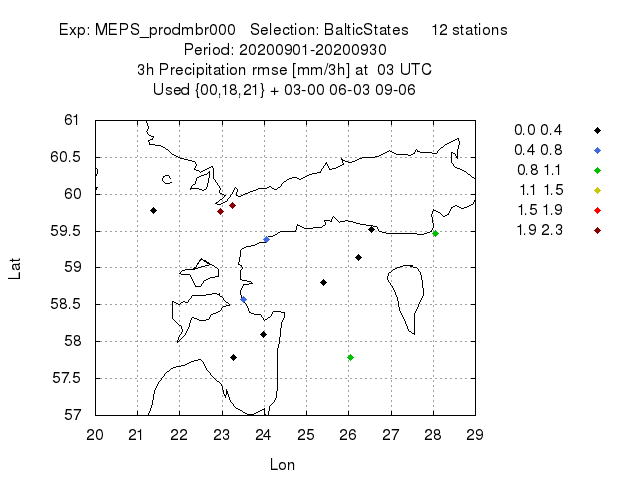 Exp: MEPS_prodmbr000 Selection: BalticStates 12 stations
Period: 20200901-20200930
3h Precipitation rmse [mm/3h] at 03 UTC
Used {00,18,21} + 03-00 06-03 09-06
61
60.5
60
59.5
59
58.5
58
57.5
57
20 21 22 23 24 25 26 27 28 29
Lat
Lon
0.0 0.4
0.4 0.8
0.8 1.1
1.1 1.5
1.5 1.9
1.9 2.3